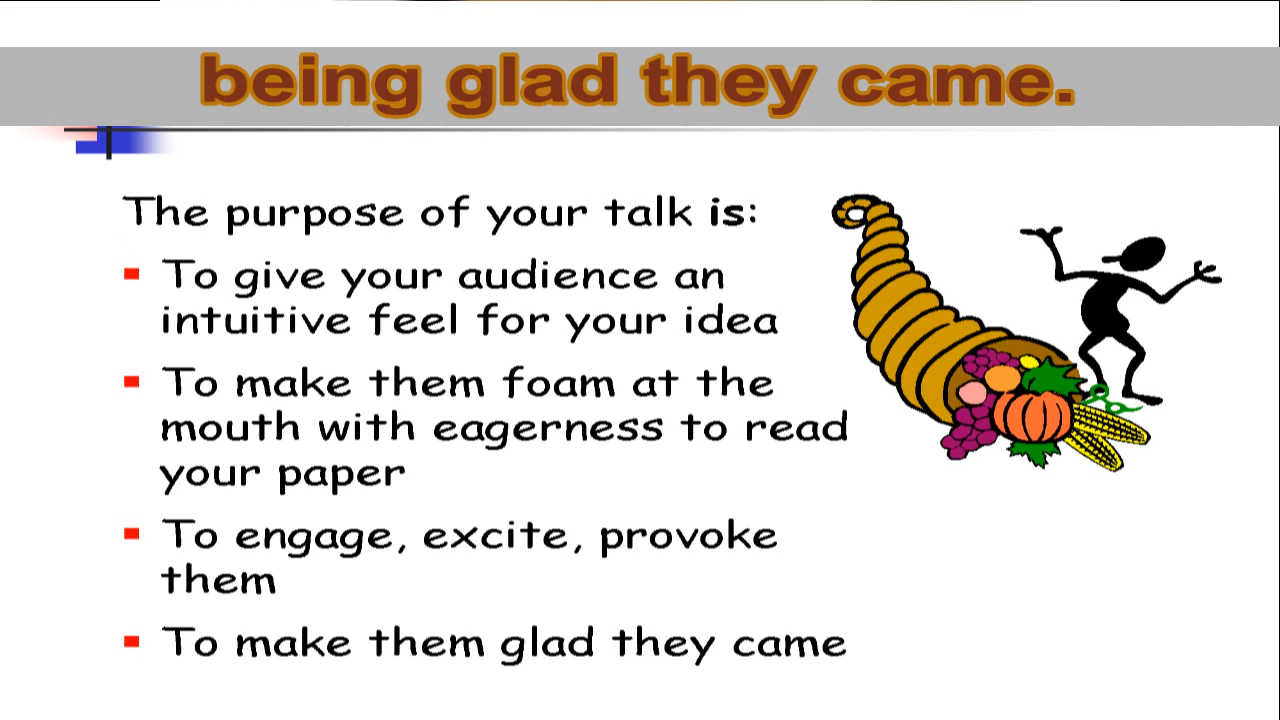 being glad they came.
The purpose of your talk is:
To give your audience an
intuitive feel for your idea
To make them foam at the
mouth with eagerness to read
your paper
To engage, excite, provoke
them
To make them glad they came